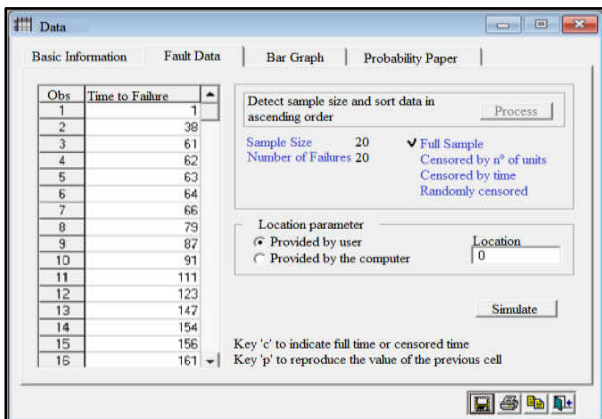 Data
Basic Information Fault Data Bar Graph Probability Paper
Obs Time to Failure
1 1
2 38
3 61
4 62
5 63
6 64
7 66
8 79
9 87
10 91
11 111
12 123
13 147
14 154
15 156
16 161
Detect sample size and sort data in
ascending order
Process
Sample Size 20
Number of Failures 20
Full Sample
Censored by nº of units
Censored by time
Randomly censored
Location parameter
Provided by user
Provided by the computer
Location
0
Simulate
Key 'c' to indicate full time or censored time
Key 'p' to reproduce the value of the previous cell